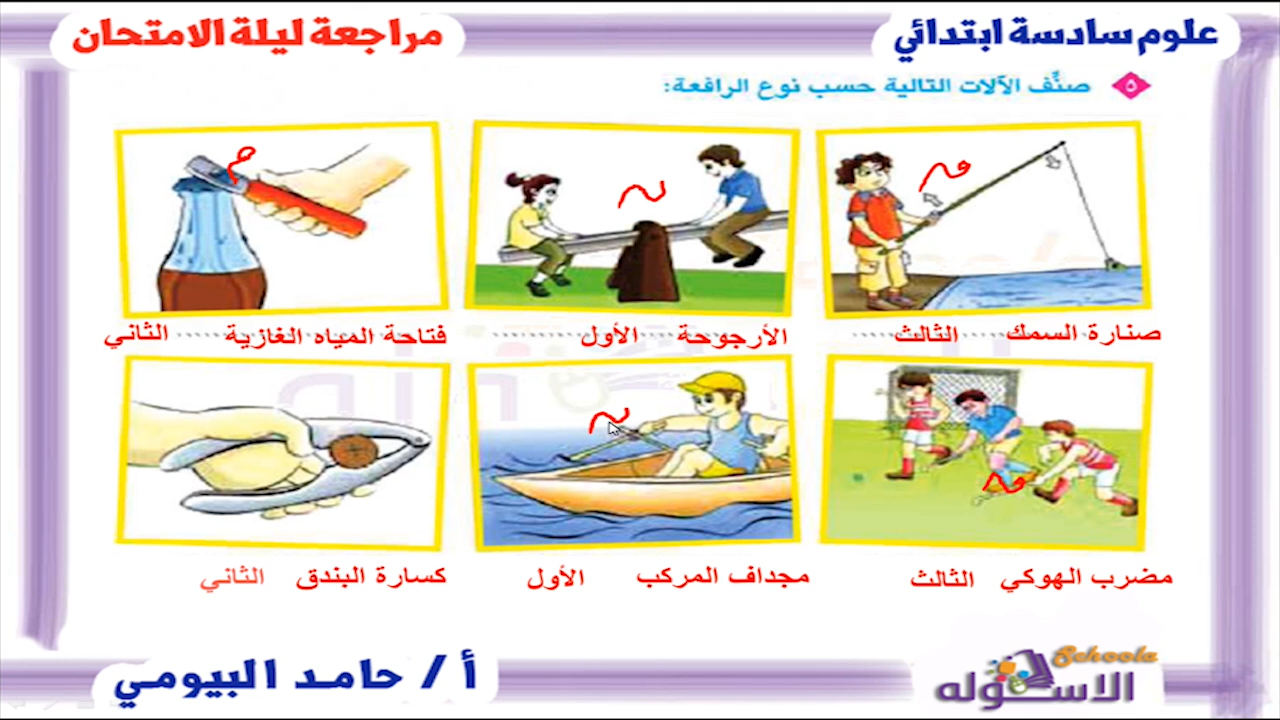 علوم سادسة ابتدائي
مراجعة ليلة الامتحان
٥ صنِّف الآلات التالية حسب نوع الرافعة:
ى
ى
م
صنارة السمك الثالث
الأرجوحة الأول
فتاحة المياه الغازية الثاني
مضرب الهوكي الثالث
مجداف المركب الأول
كسارة البندق الثاني
أ/ حامد البيومي
Schoola
الاسكوله